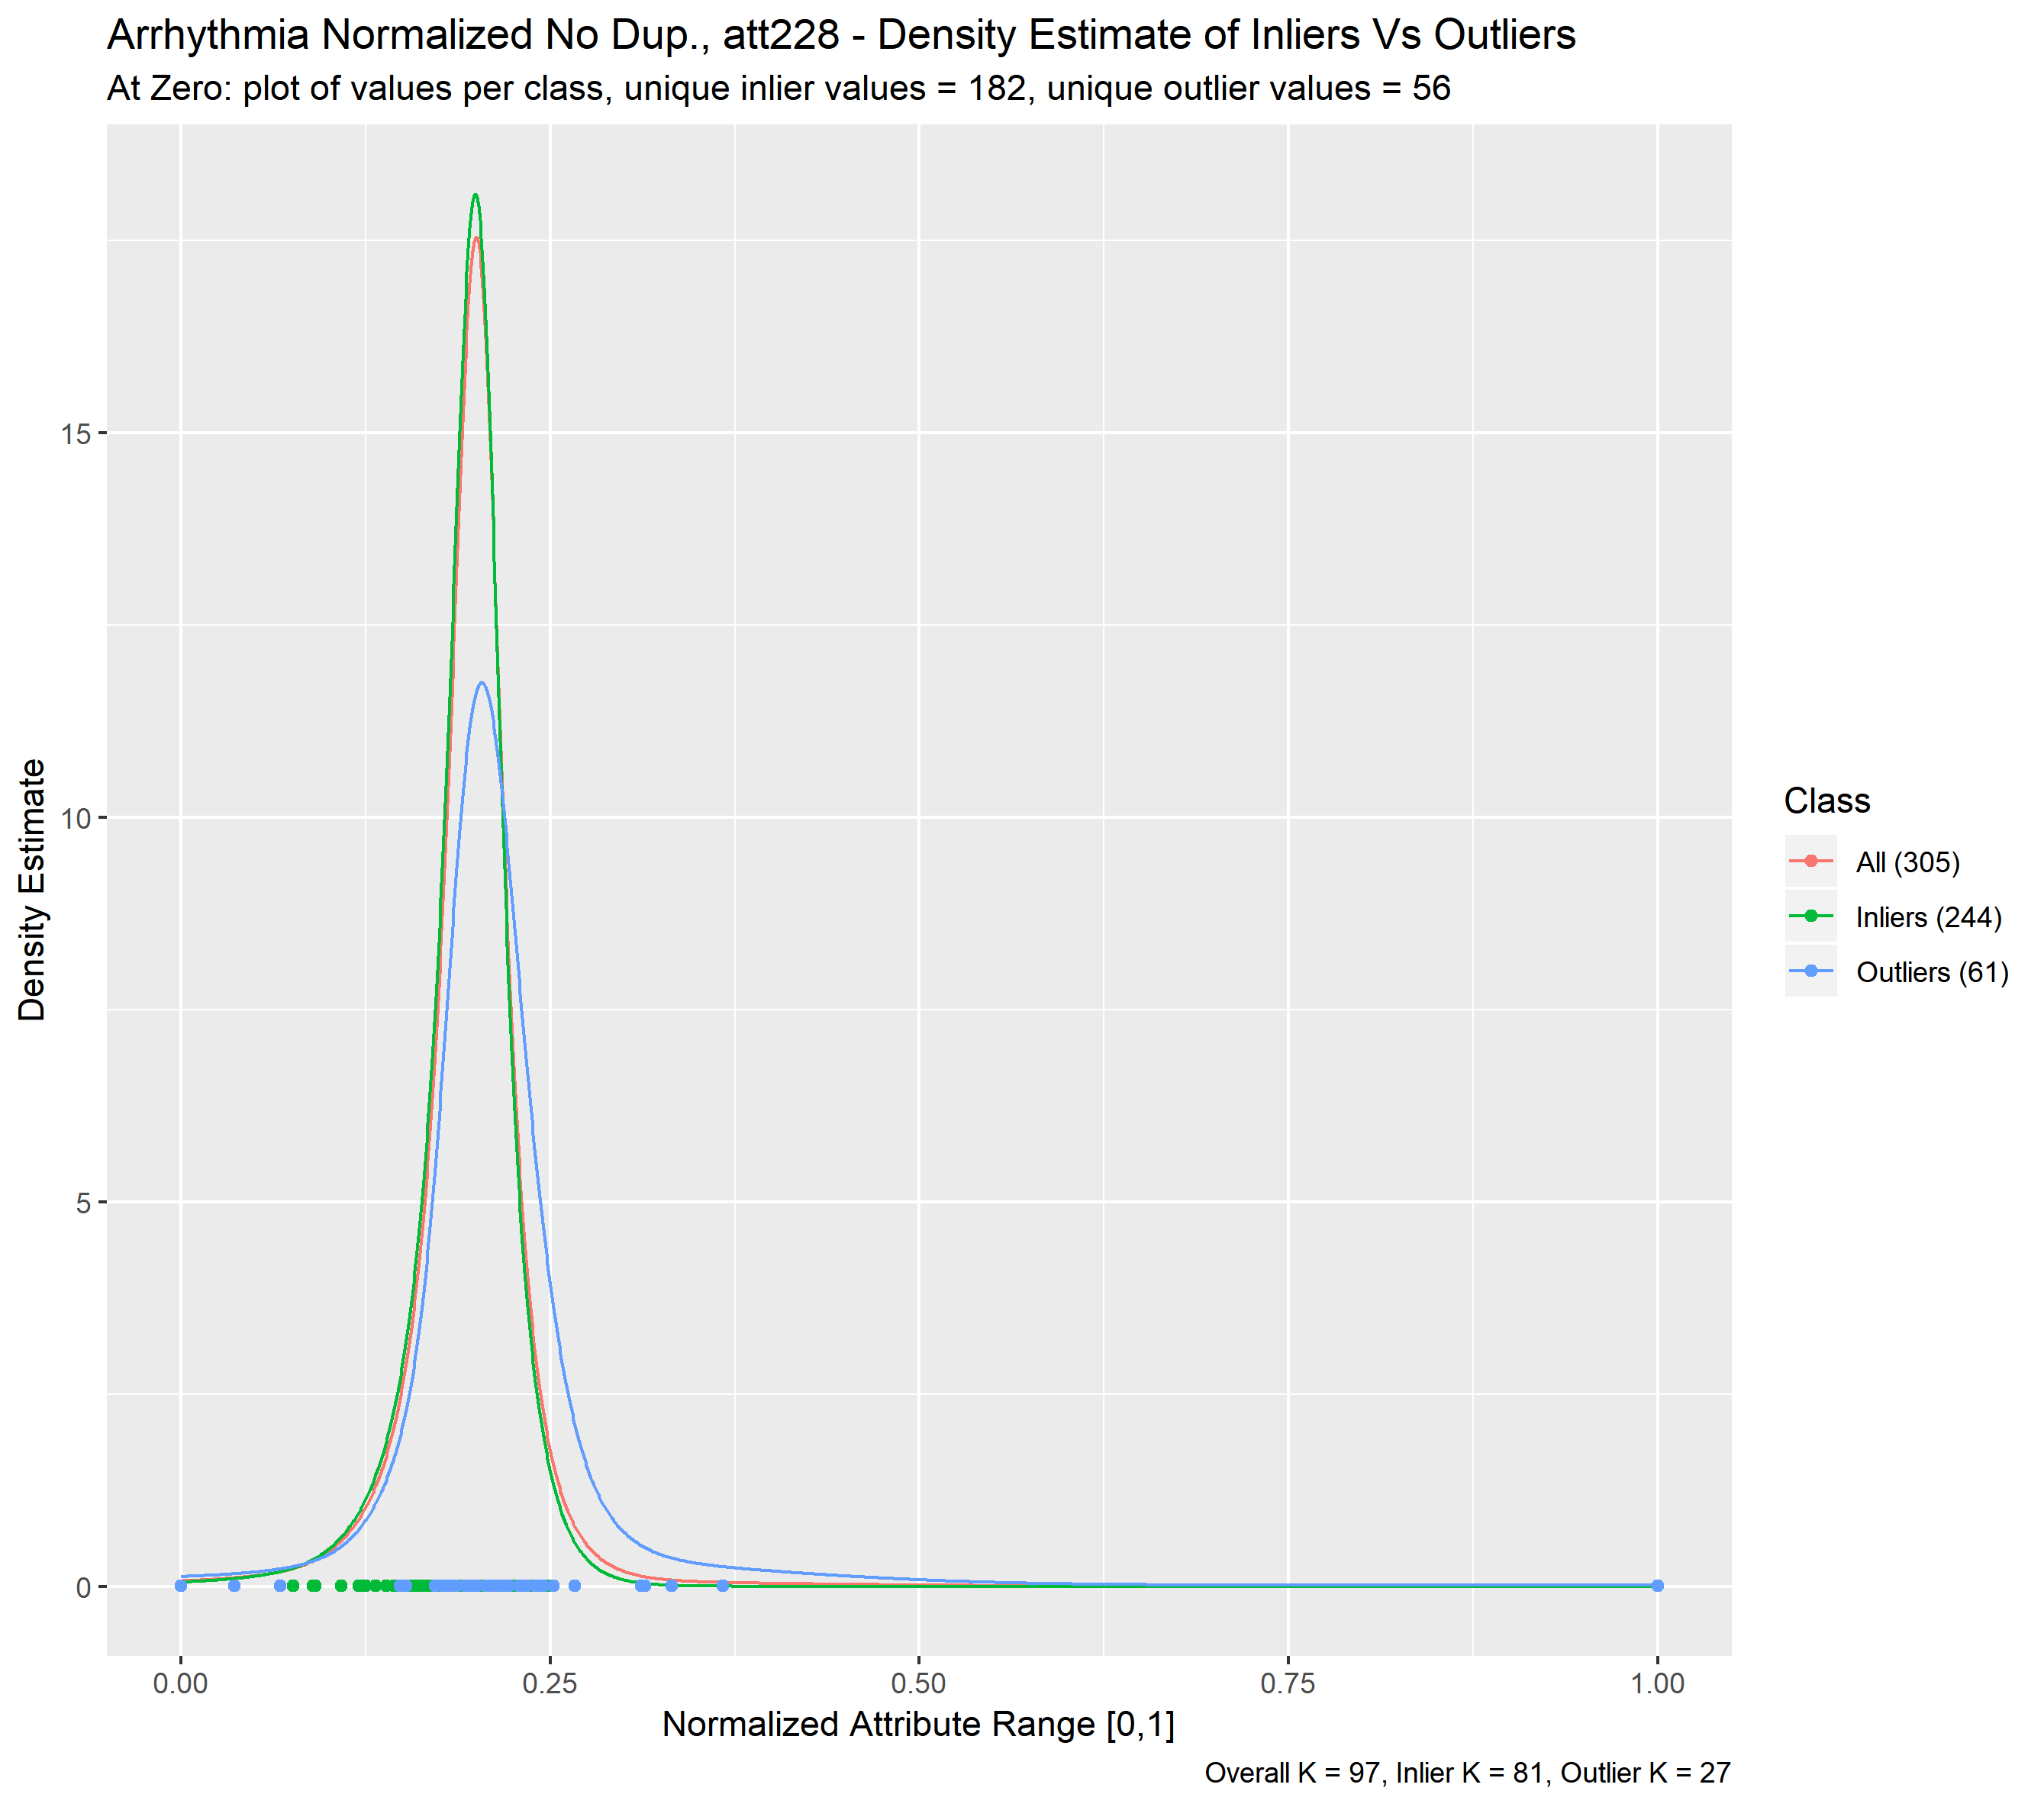 Arrhythmia Normalized No Dup., att228 - Density Estimate of Inliers Vs Outliers
At Zero: plot of values per class, unique inlier values = 182, unique outlier values = 56
Density Estimate
15
10
5
0
0.00
0.25
0.50
0.75
1.00
Normalized Attribute Range [0,1]
Class
All (305)
Inliers (244)
Outliers (61)
Overall K = 97, Inlier K = 81, Outlier K = 27